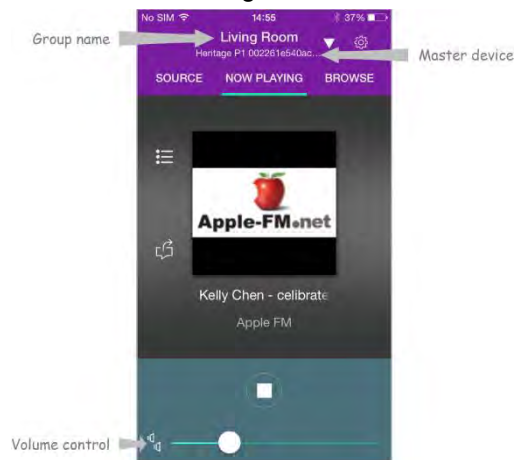 No SIM 14:55 37%
Group name
Living Room
Heritage P1 002261e540ac...
Master device
SOURCE NOW PLAYING BROWSE
Apple-FM.net
Kelly Chen - celibrate
Apple FM
Volume control